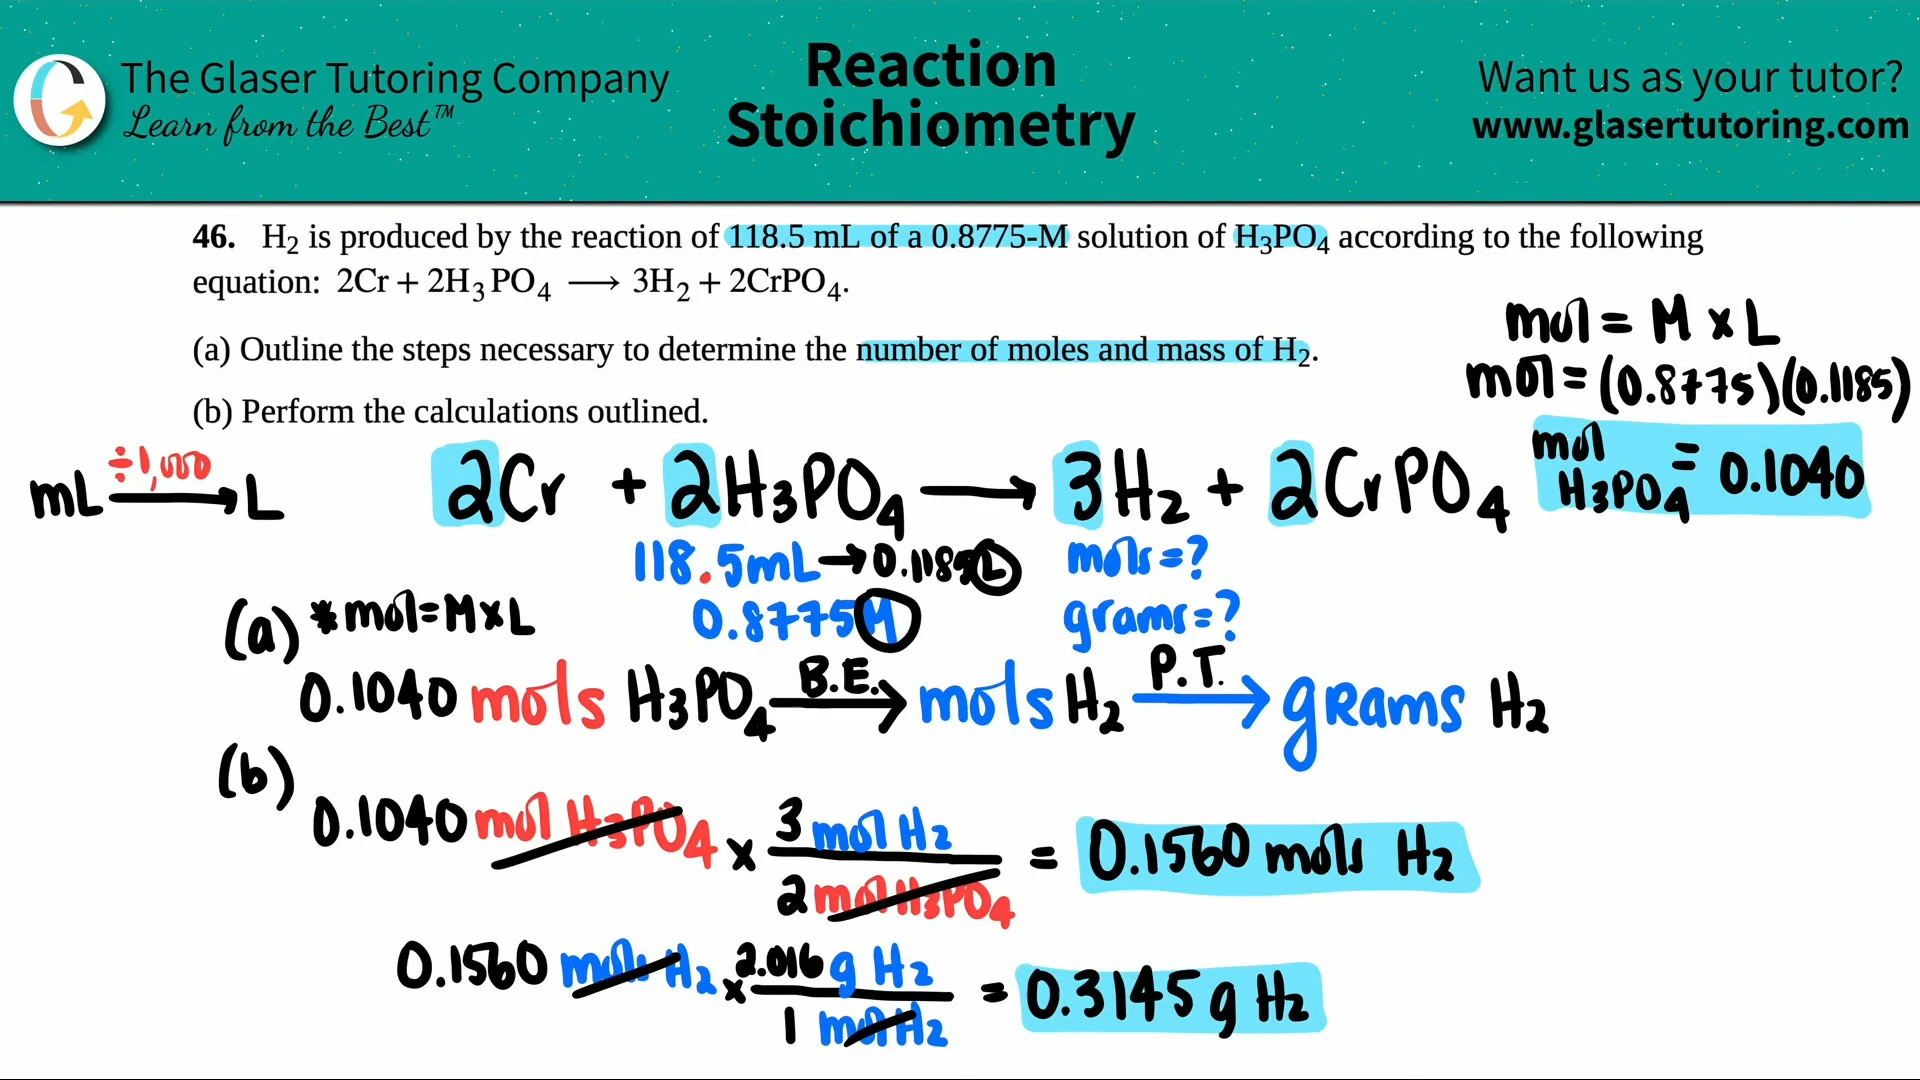 The Glaser Tutoring Company
Learn from the Best™
Reaction
Stoichiometry
Want us as your tutor?
www.glasertutoring.com
46. H₂ is produced by the reaction of 118.5 mL of a 0.8775-M solution of H₃PO₄ according to the following
equation: 2Cr + 2H₃PO₄ ⟶ 3H₂ + 2CrPO₄.
(a) Outline the steps necessary to determine the number of moles and mass of H₂.
(b) Perform the calculations outlined.
mol = M × L
mol = (0.8775)(0.1185)
mol H₃PO₄ = 0.1040
mL ÷1,000 → L
2Cr + 2H₃PO₄ → 3H₂ + 2CrPO₄
118.5mL → 0.1185L
mols = ?
0.8775M
grams = ?
(a) *mol=M×L
0.1040 mols H₃PO₄ B.E. → mols H₂ P.T. → grams H₂
(b)
0.1040 mol H₃PO₄ × 3 mol H₂ / 2 mol H₃PO₄ = 0.1560 mols H₂
0.1560 mols H₂ × 2.016 g H₂ / 1 mol H₂ = 0.3145 g H₂